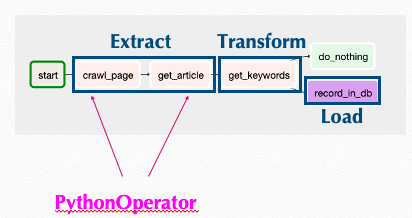 Extract
Transform
start
crawl_page
get_article
get_keywords
do_nothing
record_in_db
Load
PythonOperator